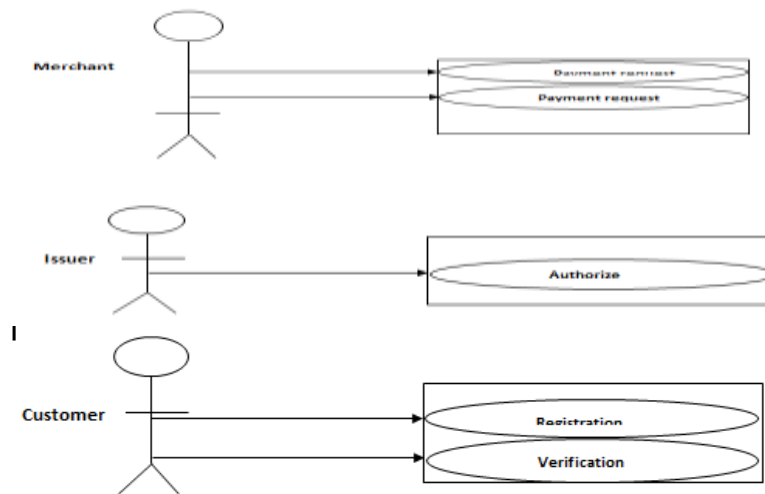 Merchant
Payment request
Payment request
Issuer
Authorize
I
Customer
Registration
Verification